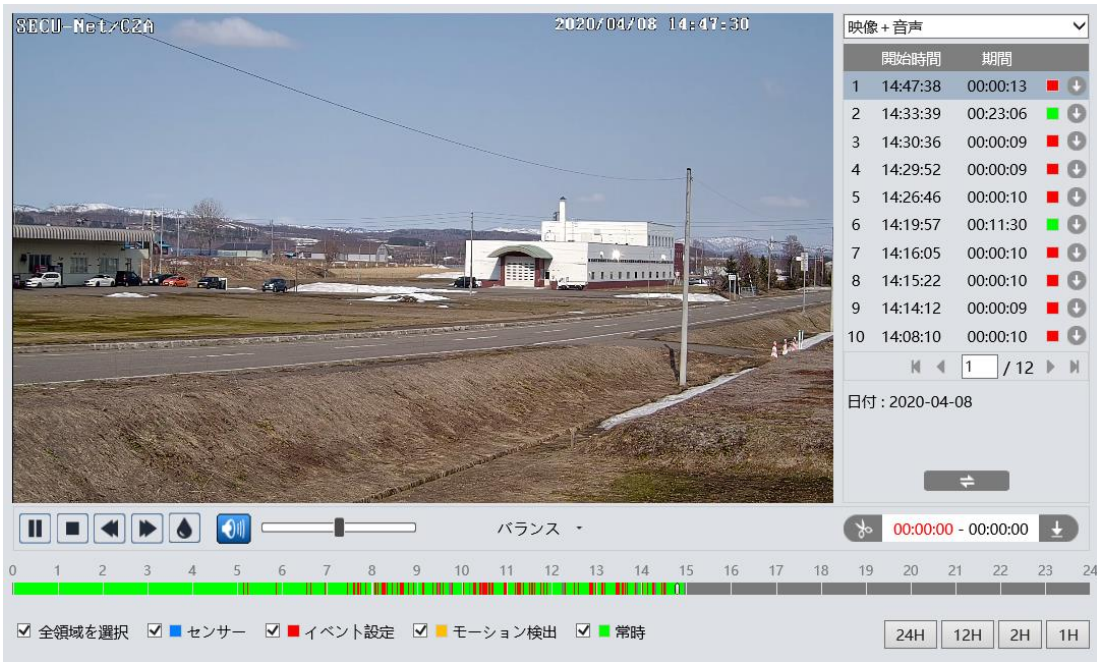 SECU-Net/CZA 2020/04/08 14:47:30
映像+音声
開始時間 期間
1 14:47:38 00:00:13
2 14:33:39 00:23:06
3 14:30:36 00:00:09
4 14:29:52 00:00:09
5 14:26:46 00:00:10
6 14:19:57 00:11:30
7 14:16:05 00:00:10
8 14:15:22 00:00:10
9 14:14:12 00:00:09
10 14:08:10 00:00:10
1 / 12
日付 : 2020-04-08
バランス
00:00:00 - 00:00:00
0 1 2 3 4 5 6 7 8 9 10 11 12 13 14 15 16 17 18 19 20 21 22 23 24
全領域を選択 センサー イベント設定 モーション検出 常時
24H 12H 2H 1H